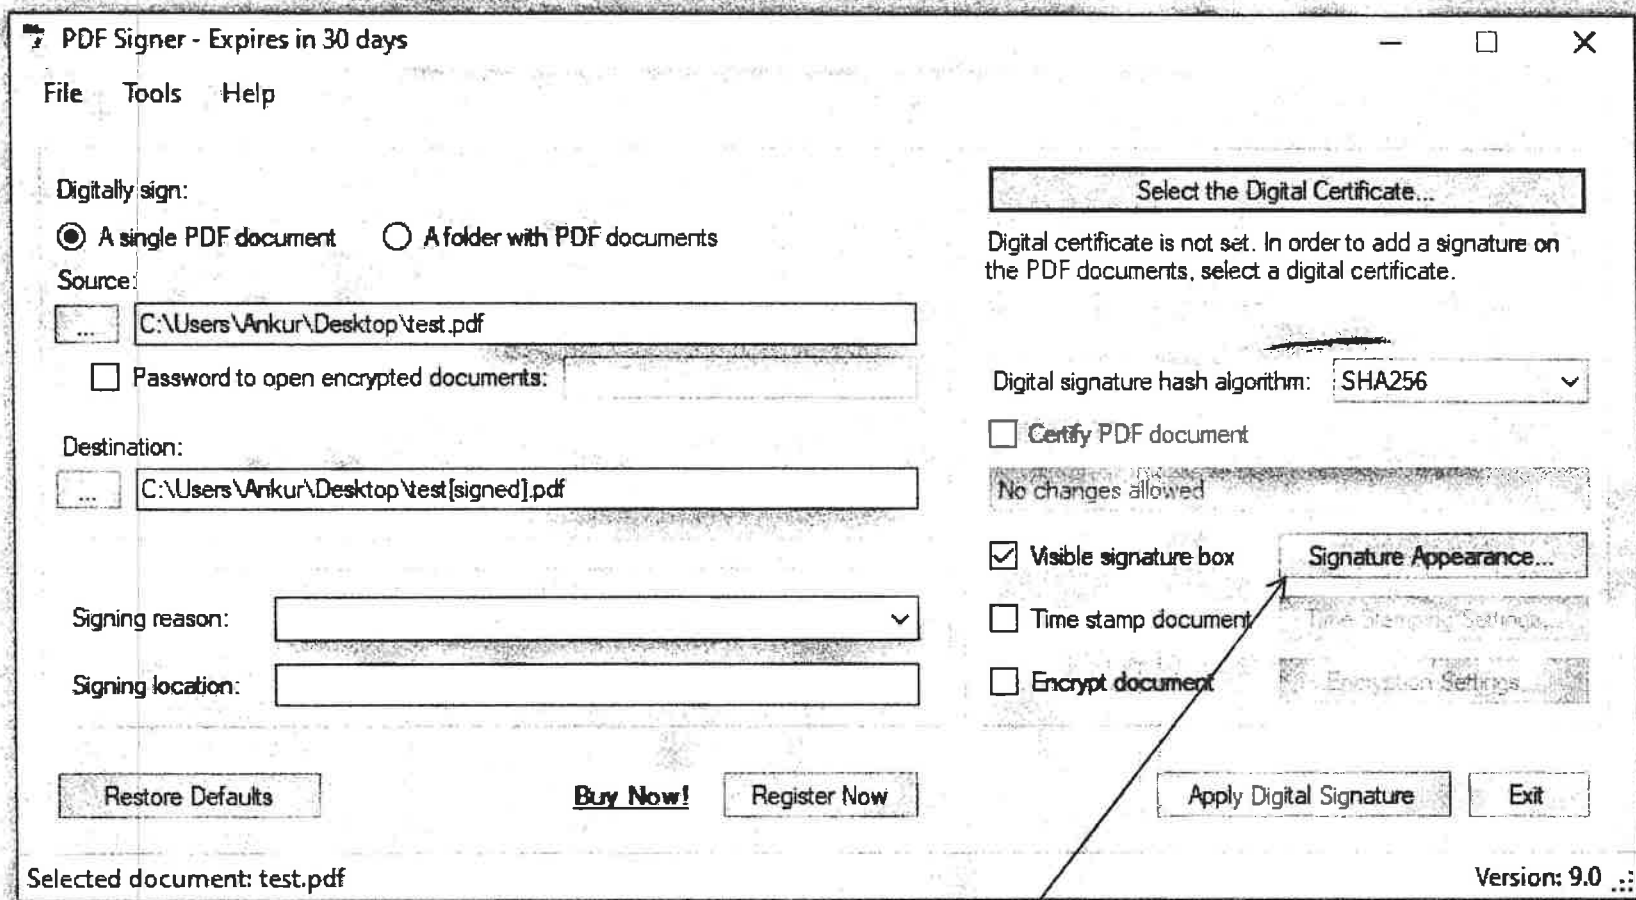 PDF Signer - Expires in 30 days
File Tools Help
Digitally sign:
A single PDF document A folder with PDF documents
Source:
... C:\Users\Ankur\Desktop\test.pdf
Password to open encrypted documents:
Destination:
... C:\Users\Ankur\Desktop\test[signed].pdf
Signing reason:
Signing location:
Restore Defaults Buy Now! Register Now
Select the Digital Certificate...
Digital certificate is not set. In order to add a signature on
the PDF documents, select a digital certificate.
Digital signature hash algorithm: SHA256
Certify PDF document
No changes allowed
Visible signature box Signature Appearance...
Time stamp document Time Stamping Settings...
Encrypt document Encryption Settings...
Apply Digital Signature Exit
Selected document: test.pdf Version: 9.0